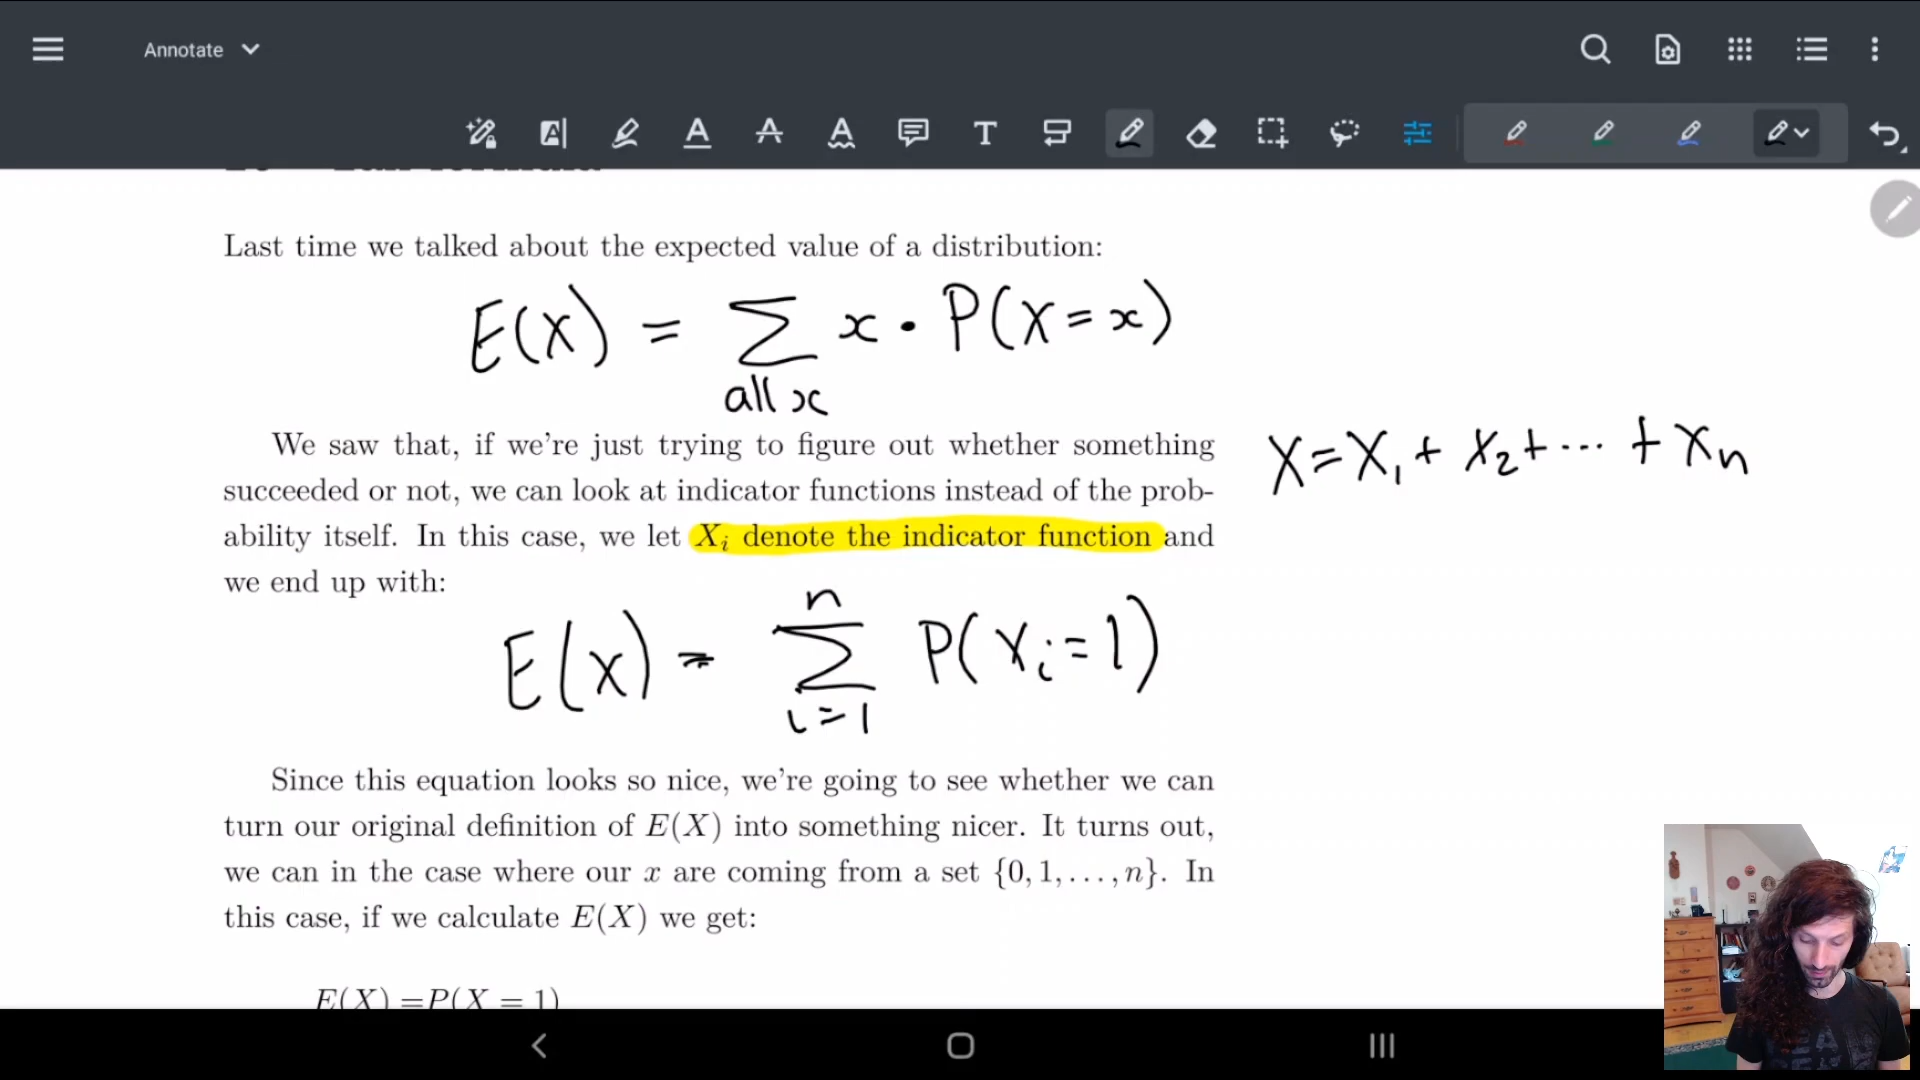 Annotate
Last time we talked about the expected value of a distribution:
E(X) = ∑ x · P(X = x)
all x
We saw that, if we're just trying to figure out whether something
succeeded or not, we can look at indicator functions instead of the prob-
ability itself. In this case, we let Xᵢ denote the indicator function and
we end up with:
X = X₁ + X₂ + ··· + Xₙ
n
E(X) = ∑ P(Xᵢ = 1)
i = 1
Since this equation looks so nice, we're going to see whether we can
turn our original definition of E(X) into something nicer. It turns out,
we can in the case where our x are coming from a set {0, 1, . . . , n}. In
this case, if we calculate E(X) we get:
E(X) =P(X = 1)